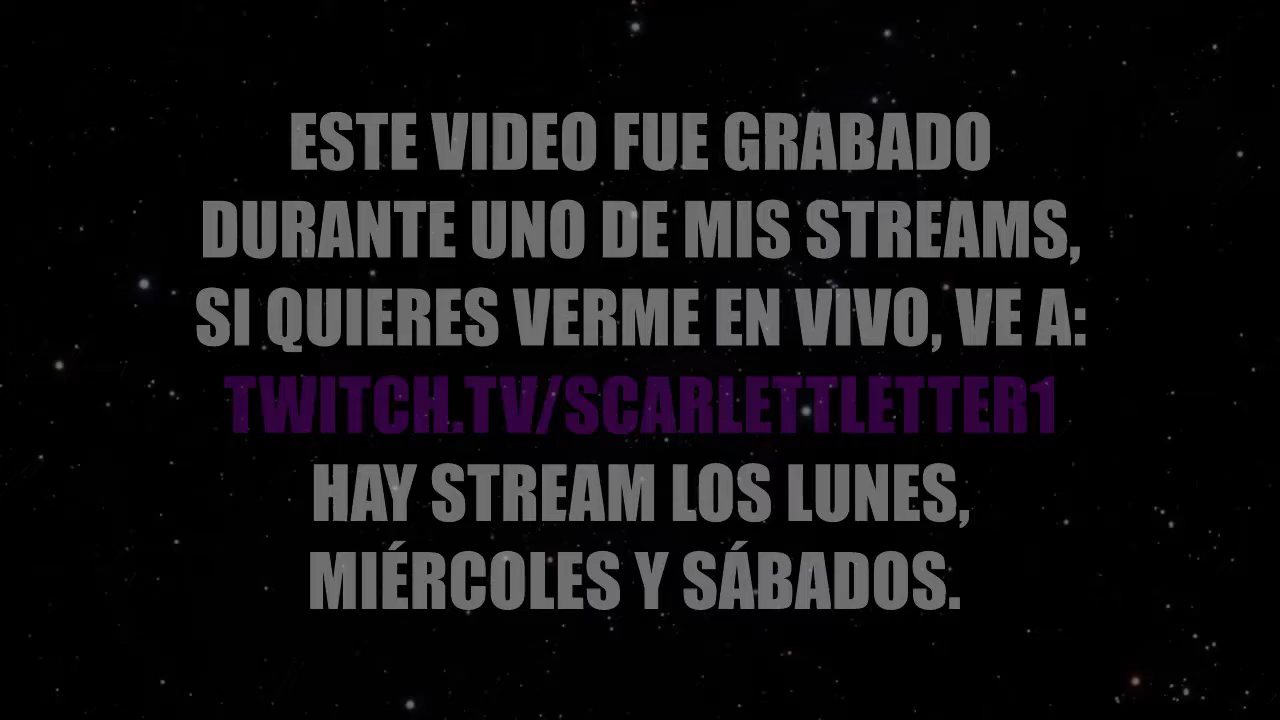 ESTE VIDEO FUE GRABADO
DURANTE UNO DE MIS STREAMS,
SI QUIERES VERME EN VIVO, VE A:
TWITCH.TV/SCARLETTLETTER1
HAY STREAM LOS LUNES,
MIÉRCOLES Y SÁBADOS.